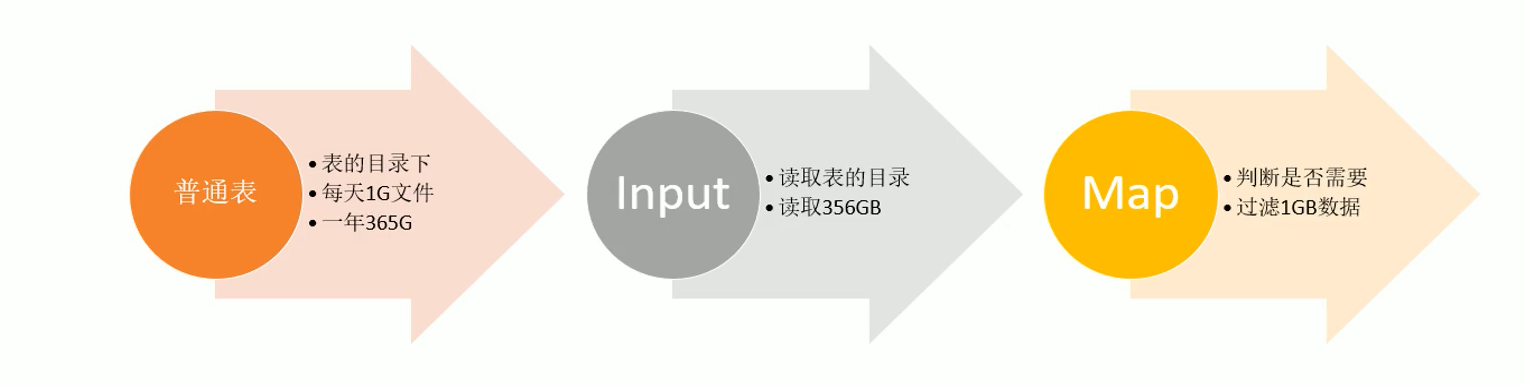 普通表
• 表的目录下
• 每天1G文件
• 一年365G
Input
• 读取表的目录
• 读取356GB
Map
• 判断是否需要
• 过滤1GB数据